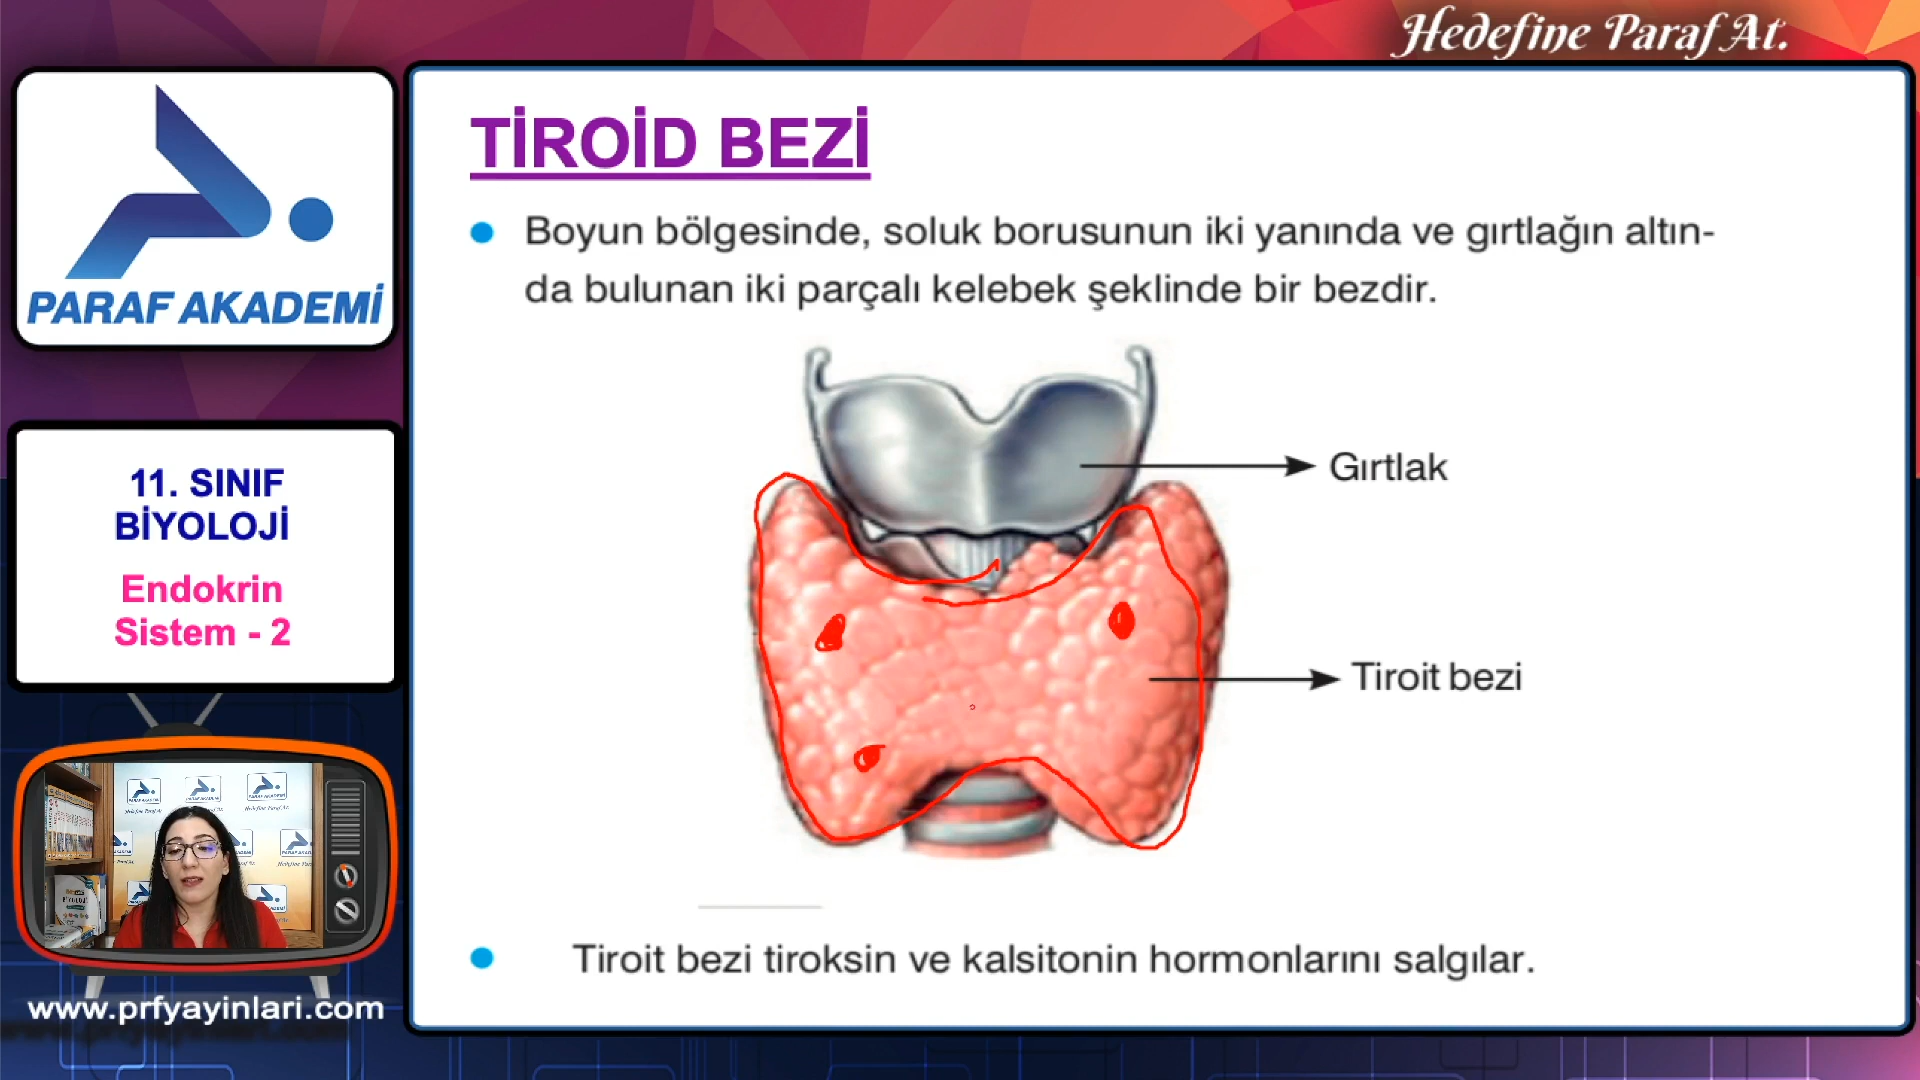 Hedefine Paraf At.
PARAF AKADEMİ
11. SINIF
BİYOLOJİ
Endokrin
Sistem - 2
www.prfyayinlari.com
TİROİD BEZİ
Boyun bölgesinde, soluk borusunun iki yanında ve gırtlağın altın-
da bulunan iki parçalı kelebek şeklinde bir bezdir.
Gırtlak
Tiroit bezi
Tiroit bezi tiroksin ve kalsitonin hormonlarını salgılar.